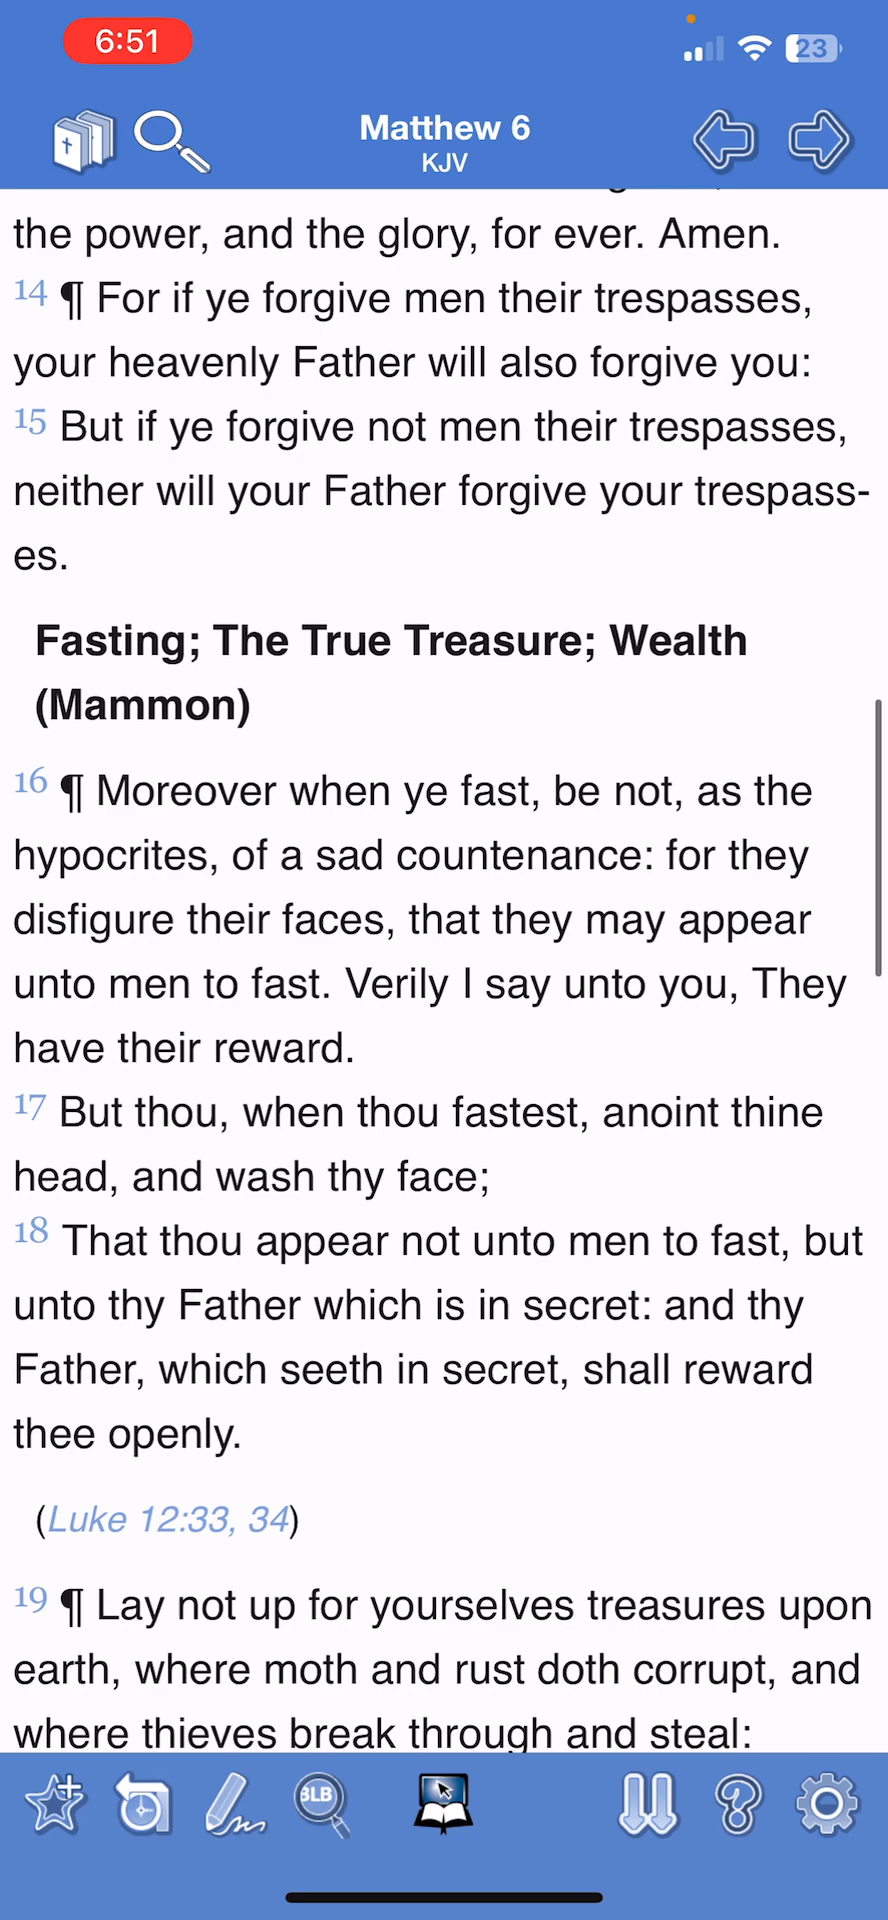 6:51
23
Matthew 6
KJV
the power, and the glory, for ever. Amen.
14 ¶ For if ye forgive men their trespasses,
your heavenly Father will also forgive you:
15 But if ye forgive not men their trespasses,
neither will your Father forgive your trespass-
es.
Fasting; The True Treasure; Wealth
(Mammon)
16 ¶ Moreover when ye fast, be not, as the
hypocrites, of a sad countenance: for they
disfigure their faces, that they may appear
unto men to fast. Verily I say unto you, They
have their reward.
17 But thou, when thou fastest, anoint thine
head, and wash thy face;
18 That thou appear not unto men to fast, but
unto thy Father which is in secret: and thy
Father, which seeth in secret, shall reward
thee openly.
(Luke 12:33, 34)
19 ¶ Lay not up for yourselves treasures upon
earth, where moth and rust doth corrupt, and
where thieves break through and steal:
BLB